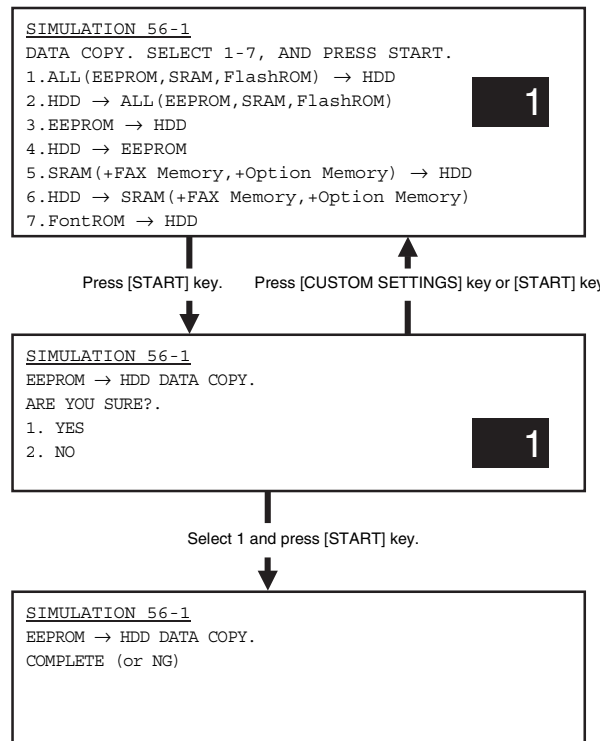 SIMULATION 56-1
DATA COPY. SELECT 1-7, AND PRESS START.
1.ALL(EEPROM,SRAM,FlashROM) → HDD
2.HDD → ALL(EEPROM,SRAM,FlashROM)
3.EEPROM → HDD
4.HDD → EEPROM
5.SRAM(+FAX Memory,+Option Memory) → HDD
6.HDD → SRAM(+FAX Memory,+Option Memory)
7.FontROM → HDD
1
Press [START] key.
Press [CUSTOM SETTINGS] key or [START] key
SIMULATION 56-1
EEPROM → HDD DATA COPY.
ARE YOU SURE?.
1. YES
2. NO
1
Select 1 and press [START] key.
SIMULATION 56-1
EEPROM → HDD DATA COPY.
COMPLETE (or NG)